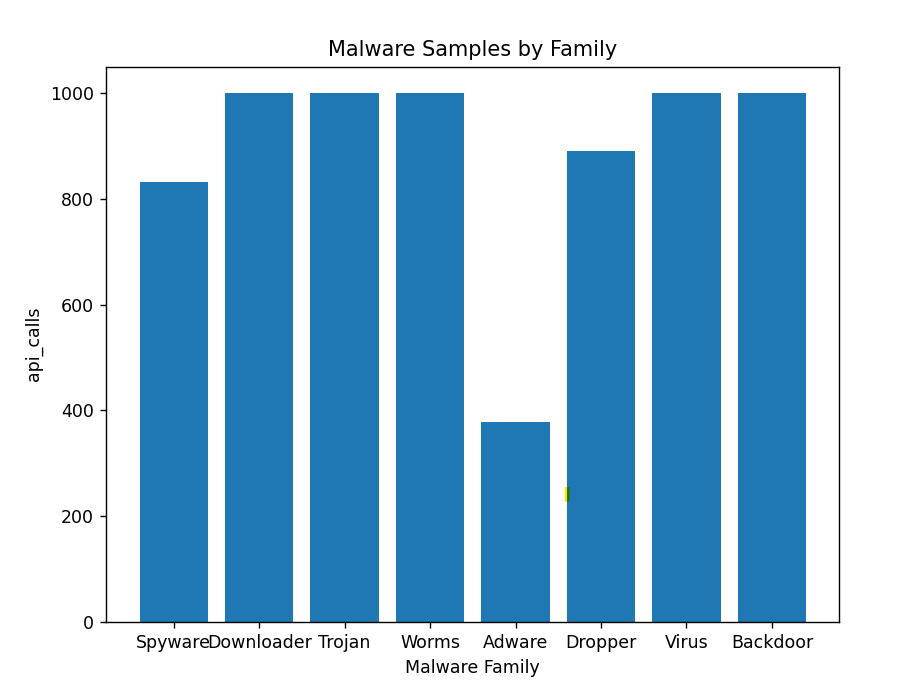 Malware Samples by Family
1000
800
600
400
200
0
api_calls
Spyware Downloader Trojan Worms Adware Dropper Virus Backdoor
Malware Family